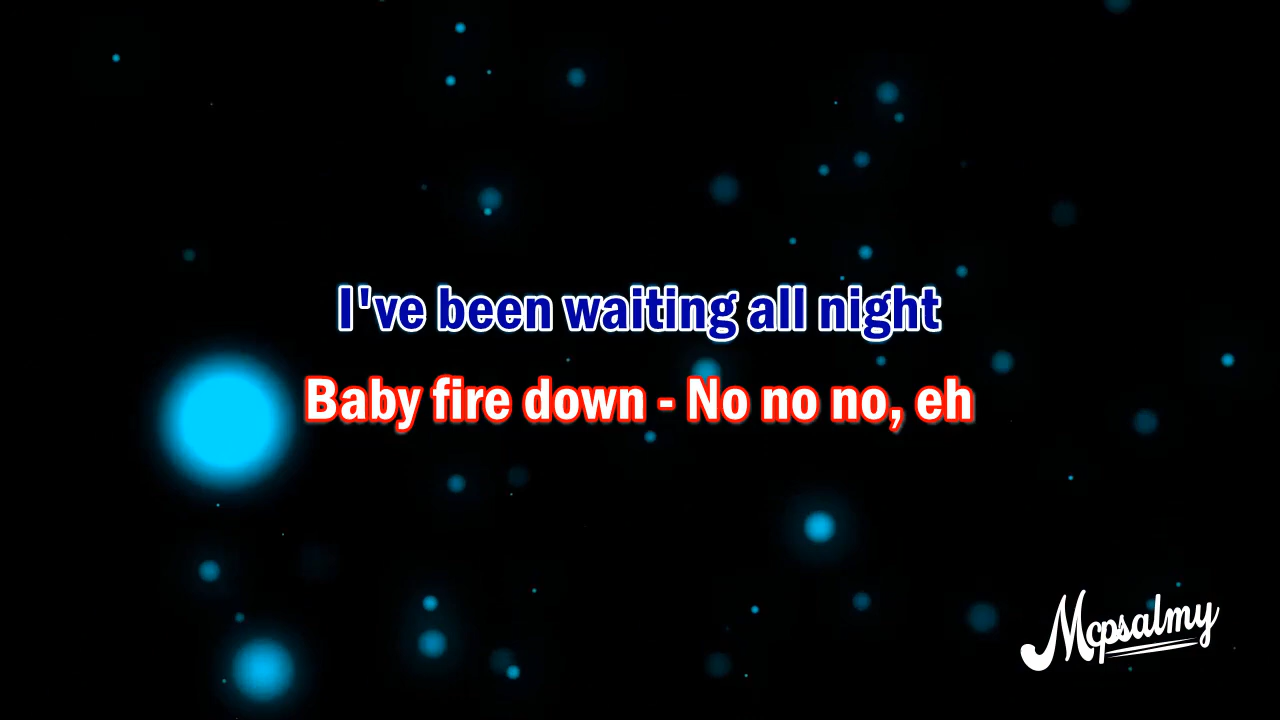 I've been waiting all night
Baby fire down - No no no, eh
Mcpsalmy